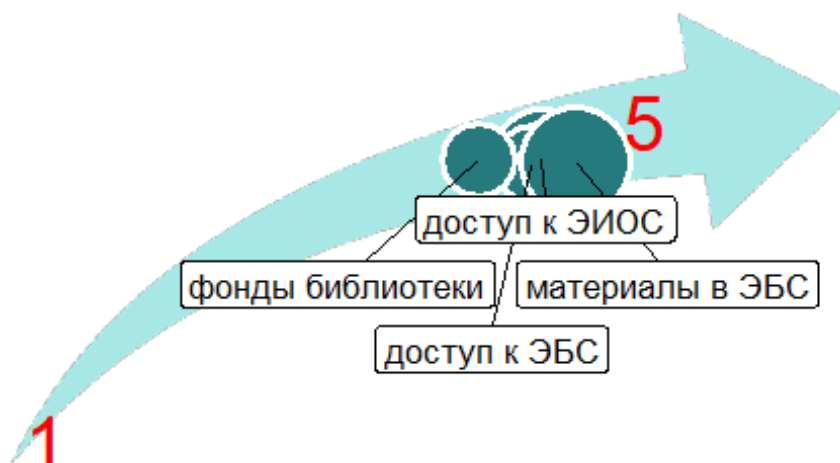 5
доступ к ЭИОС
фонды библиотеки
материалы в ЭБС
доступ к ЭБС
1